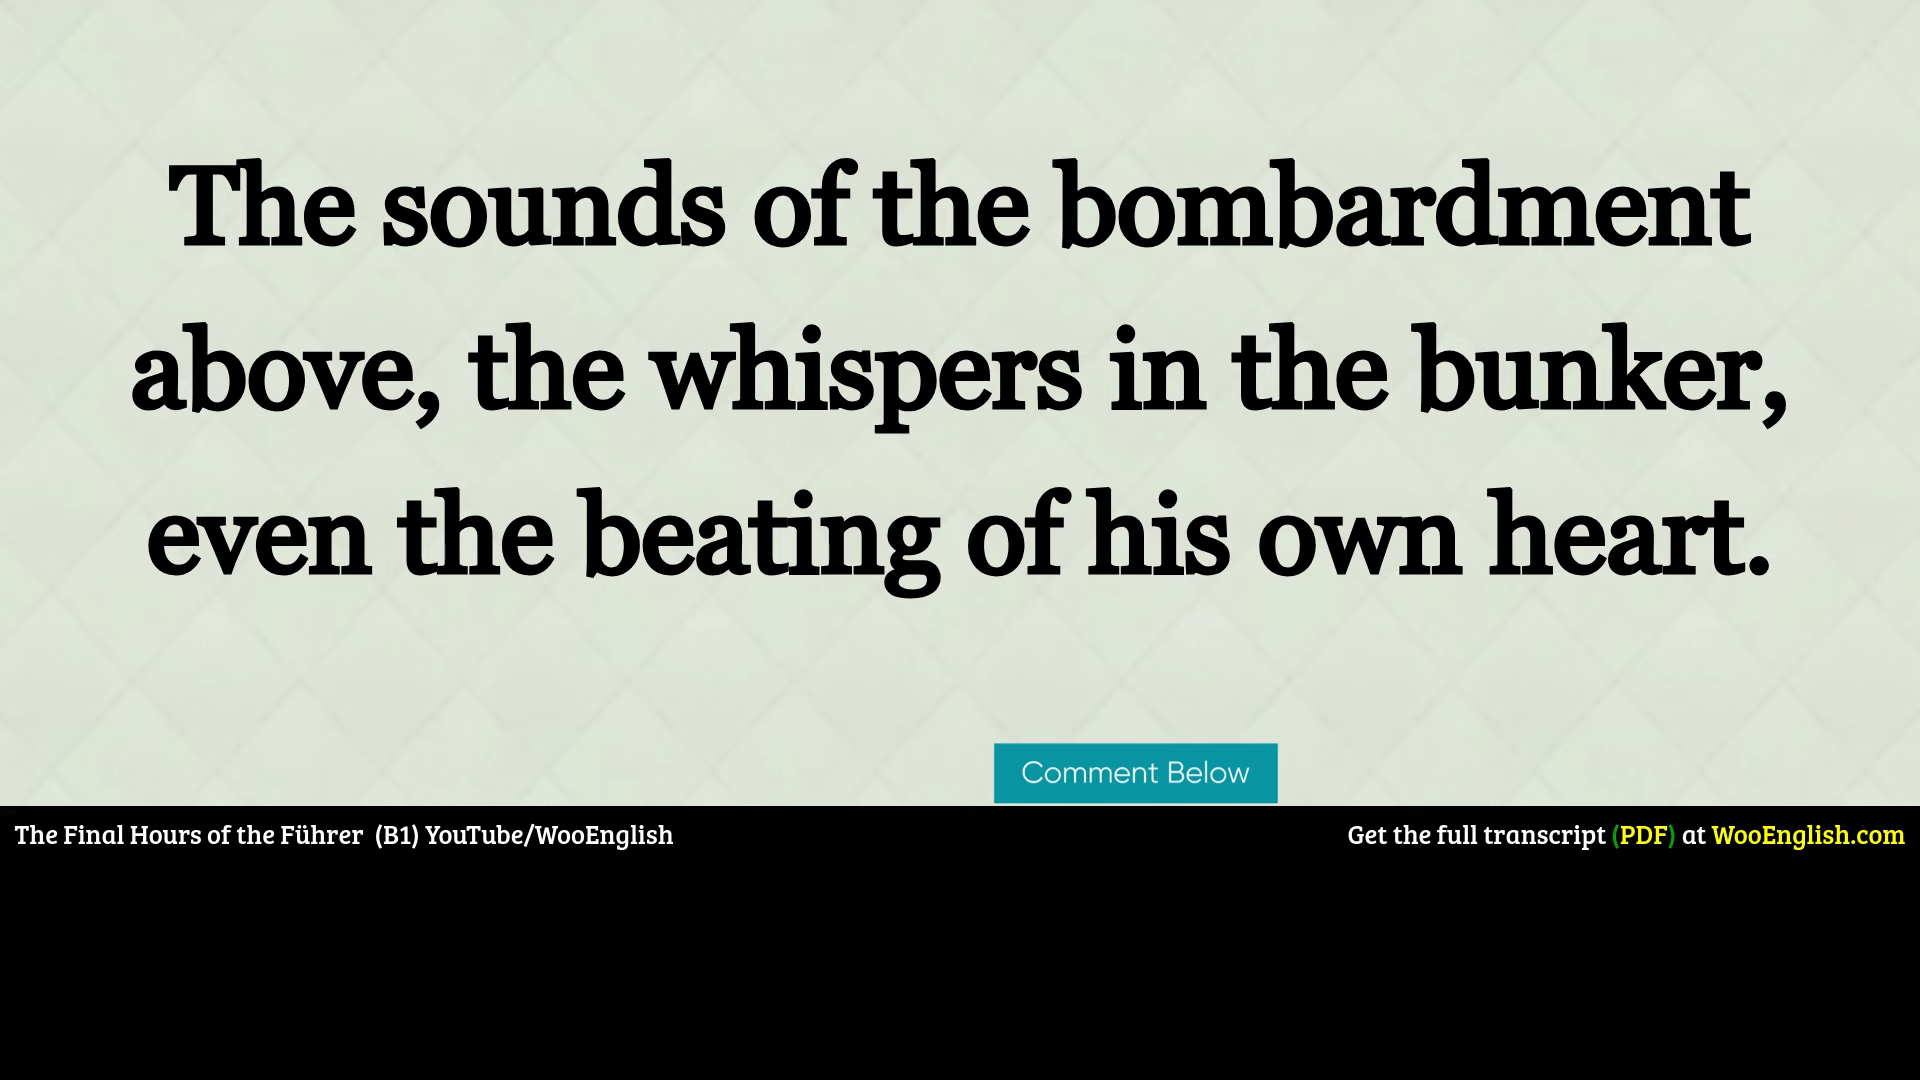 The sounds of the bombardment
above, the whispers in the bunker,
even the beating of his own heart.
Comment Below
The Final Hours of the Führer (B1) YouTube/WooEnglish
Get the full transcript (PDF) at WooEnglish.com